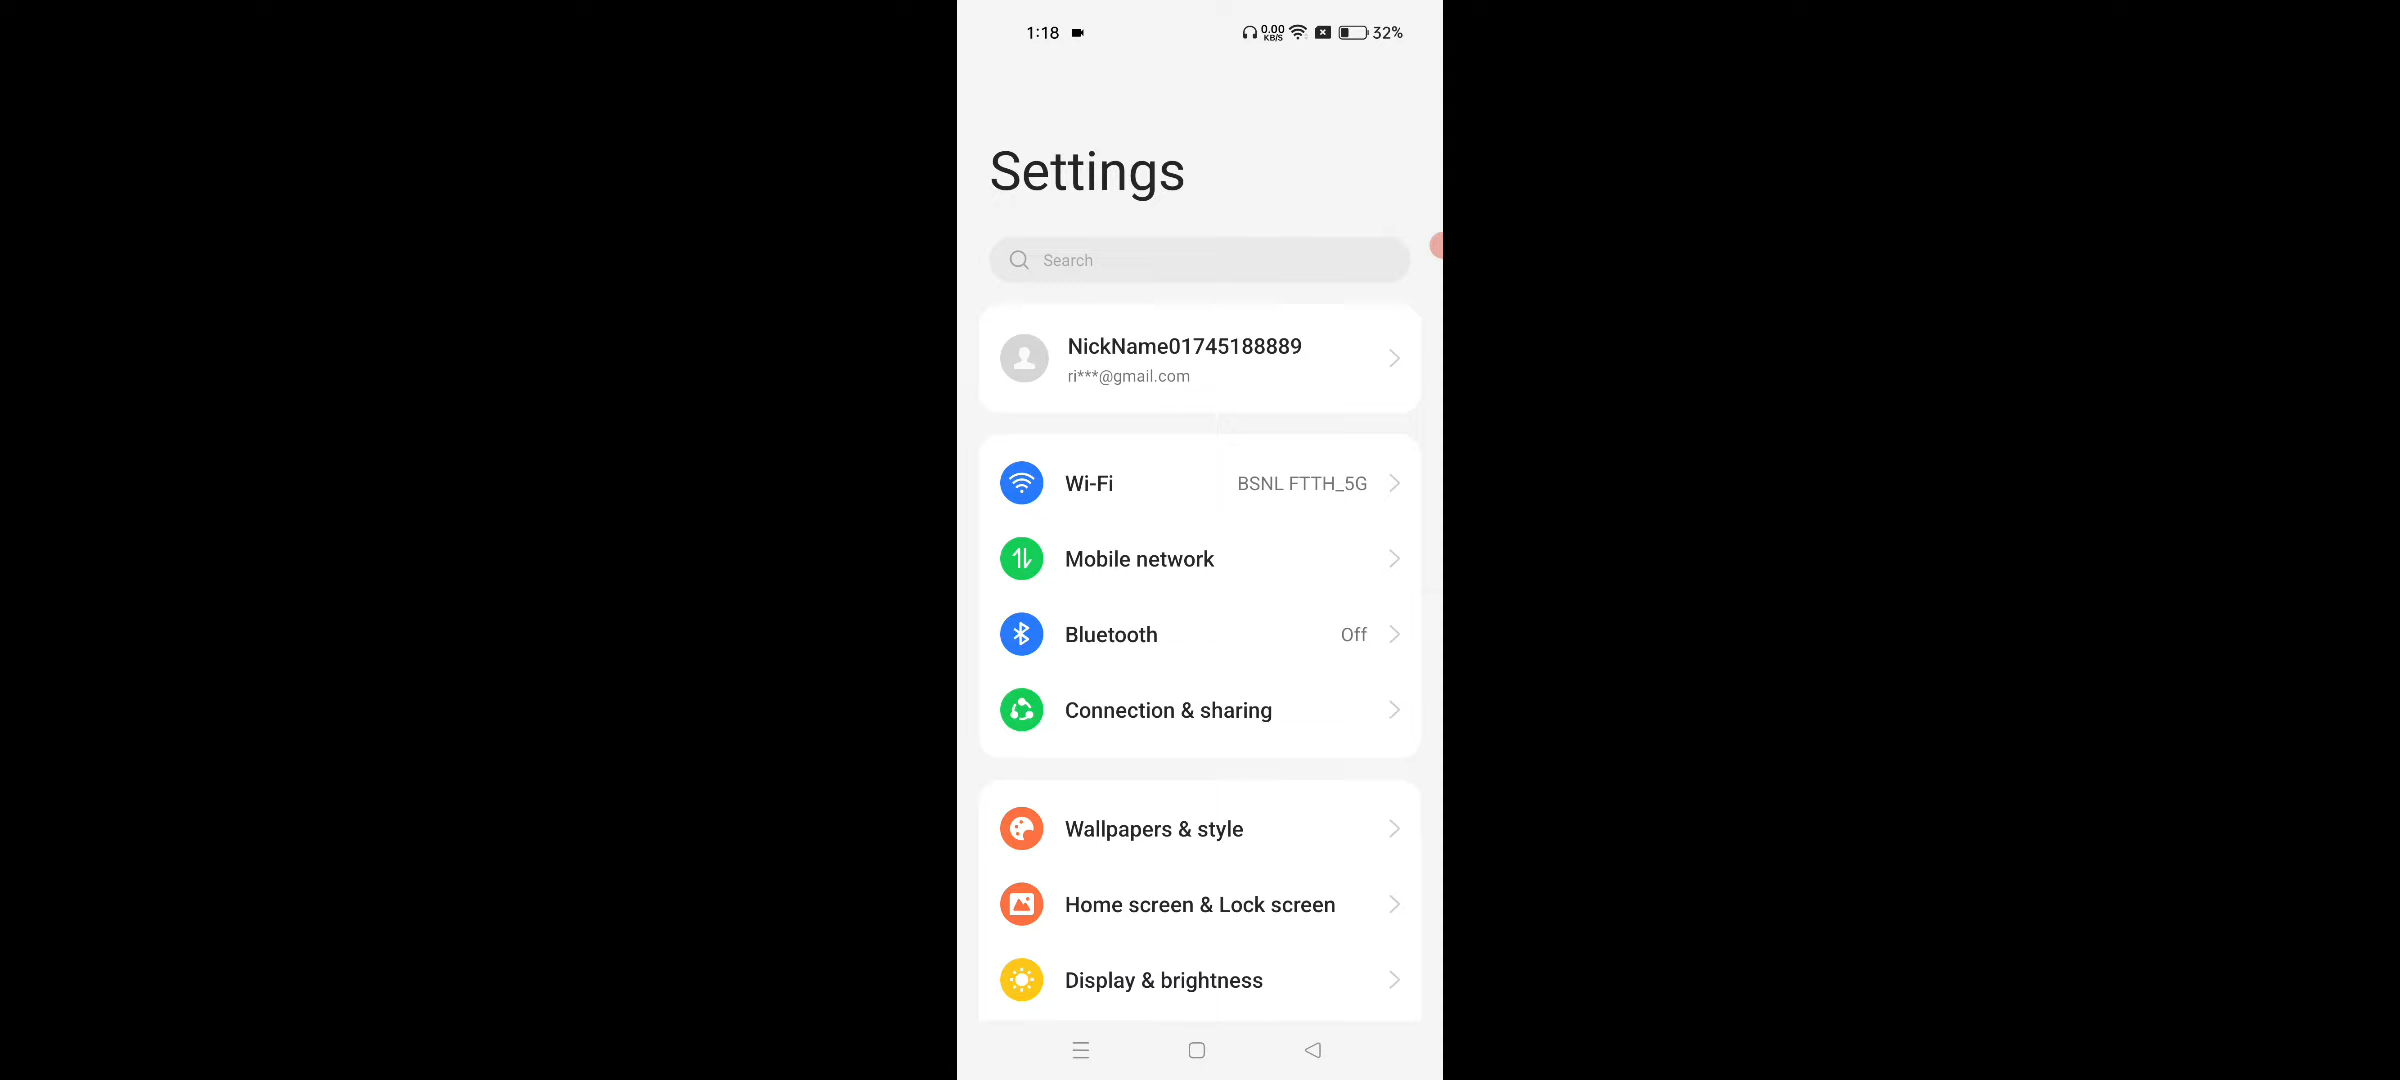 1:18 0.00 KB/S 32%
Settings
Search
NickName01745188889
ri***@gmail.com
Wi-Fi BSNL FTTH_5G
Mobile network
Bluetooth Off
Connection & sharing
Wallpapers & style
Home screen & Lock screen
Display & brightness